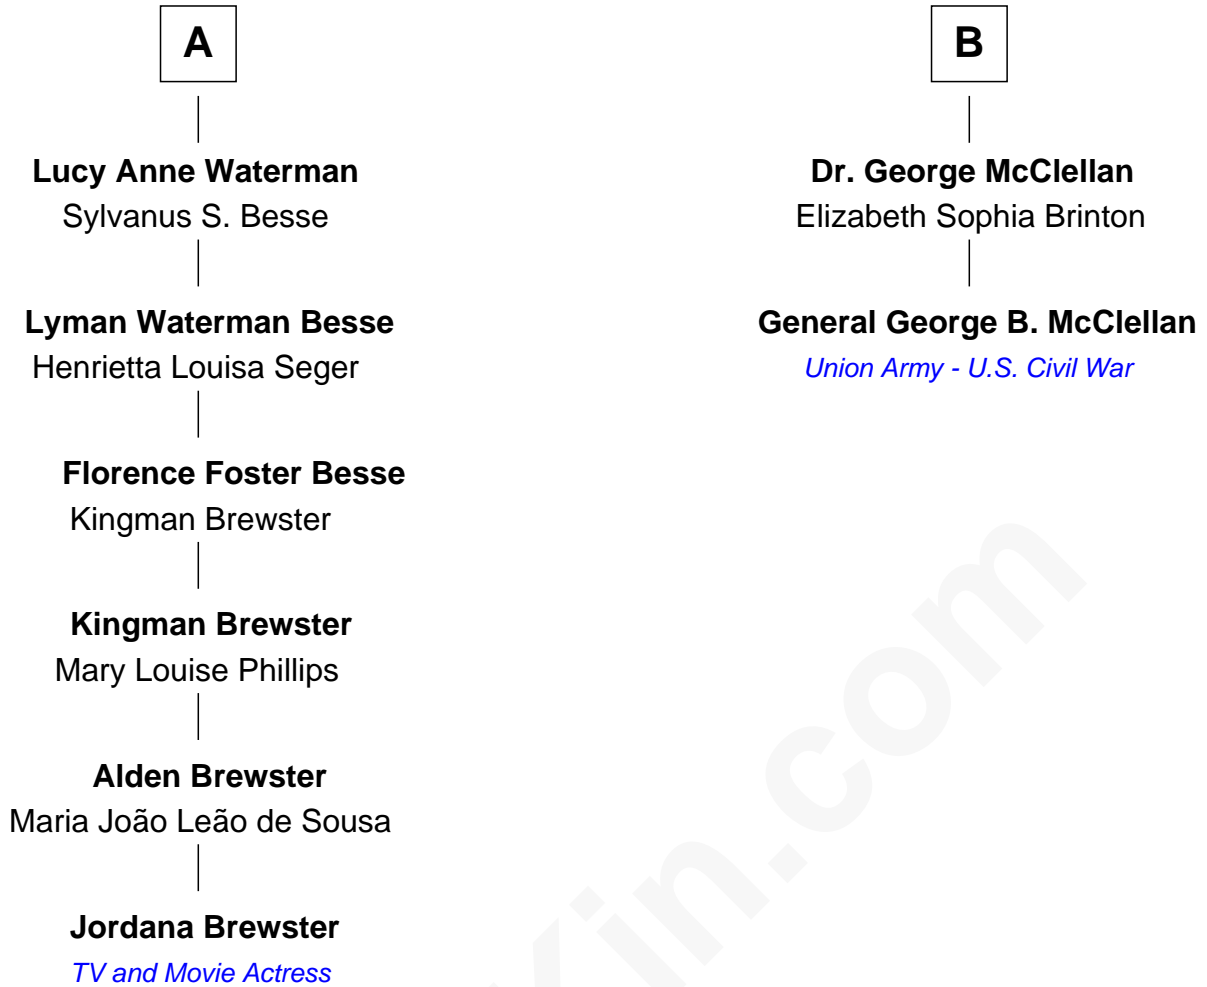 A
Lucy Anne Waterman
Sylvanus S. Besse
Lyman Waterman Besse
Henrietta Louisa Seger
Florence Foster Besse
Kingman Brewster
Kingman Brewster
Mary Louise Phillips
Alden Brewster
Maria João Leão de Sousa
Jordana Brewster
TV and Movie Actress
B
Dr. George McClellan
Elizabeth Sophia Brinton
General George B. McClellan
Union Army - U.S. Civil War
Kin.com